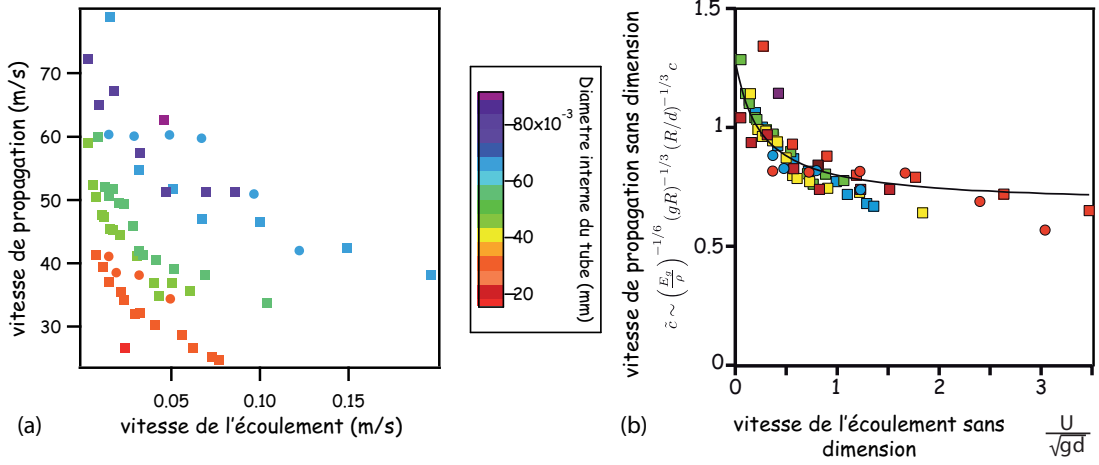 vitesse de propagation (m/s)
70
60
50
40
30
0.05
0.10
0.15
vitesse de l'écoulement (m/s)
(a)
80x10⁻³
60
40
20
Diametre interne du tube (mm)
vitesse de propagation sans dimension
c̃ ∼ (E_g/ρ)^{-1/6} (gR)^{-1/3} (R/d)^{-1/3} c
1.5
1
0.5
0
0
1
2
3
vitesse de l'écoulement sans
dimension
U
√gd
(b)